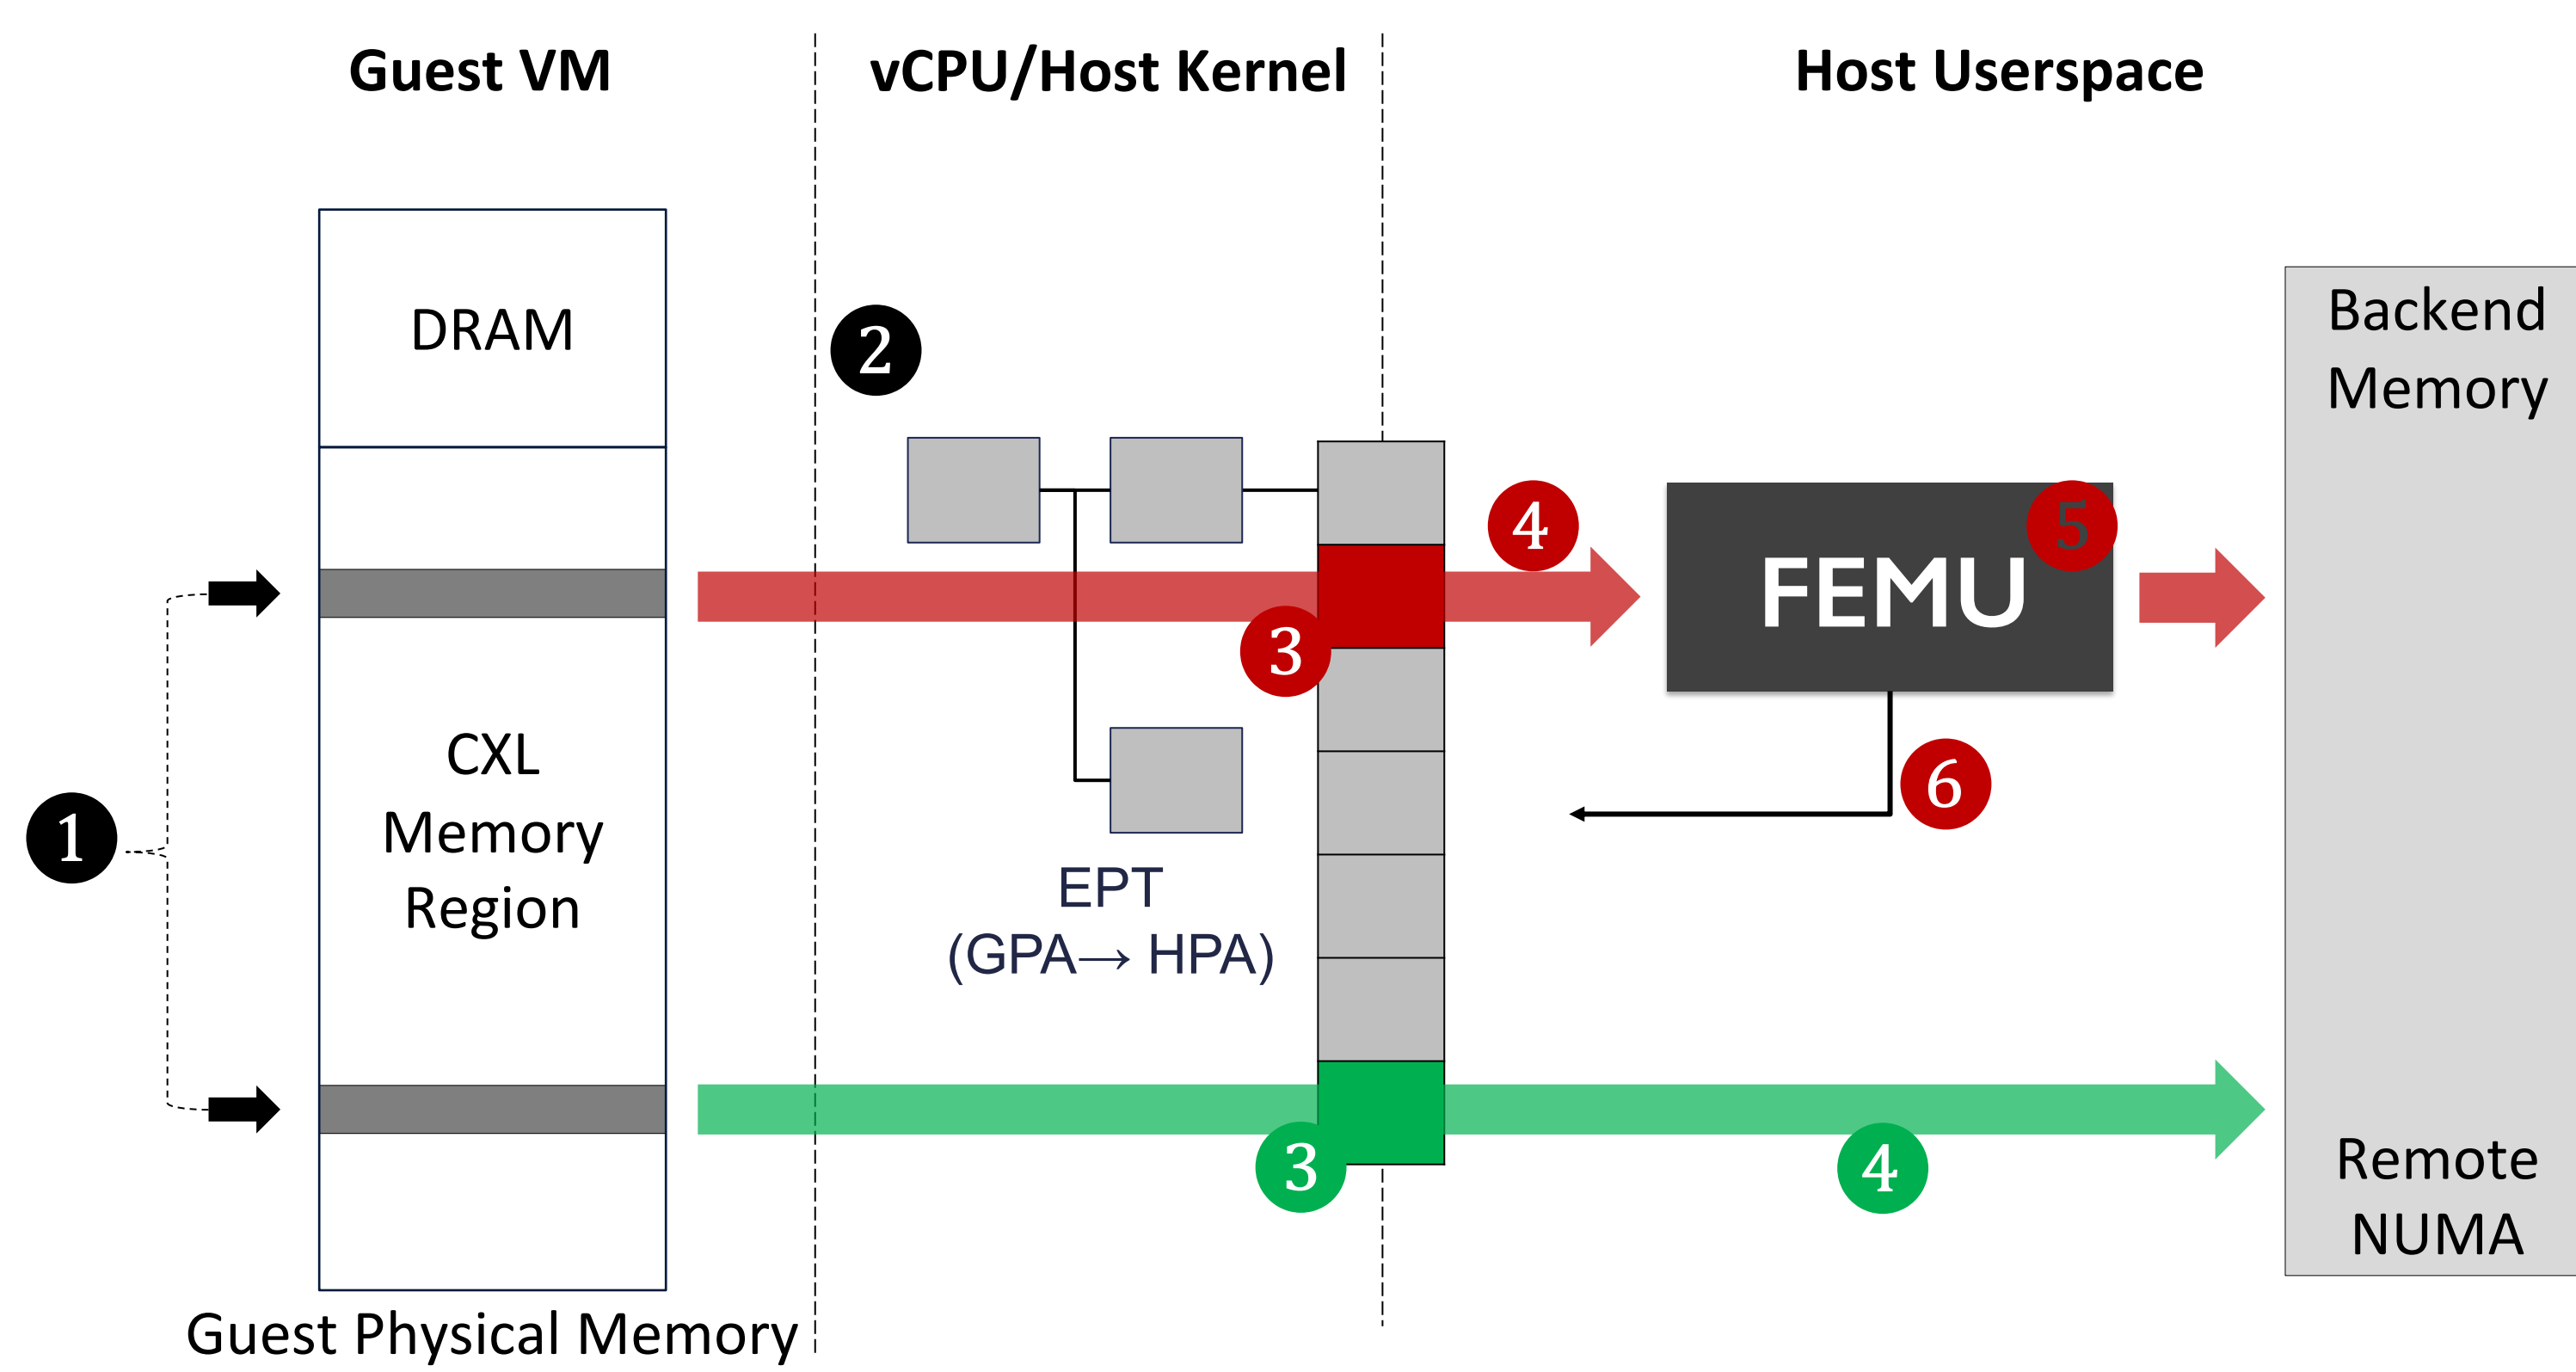 Guest VM
vCPU/Host Kernel
Host Userspace
DRAM
2
Backend
Memory
4
5
FEMU
3
1
CXL
Memory
Region
6
EPT
(GPA→ HPA)
3
4
Remote
NUMA
Guest Physical Memory